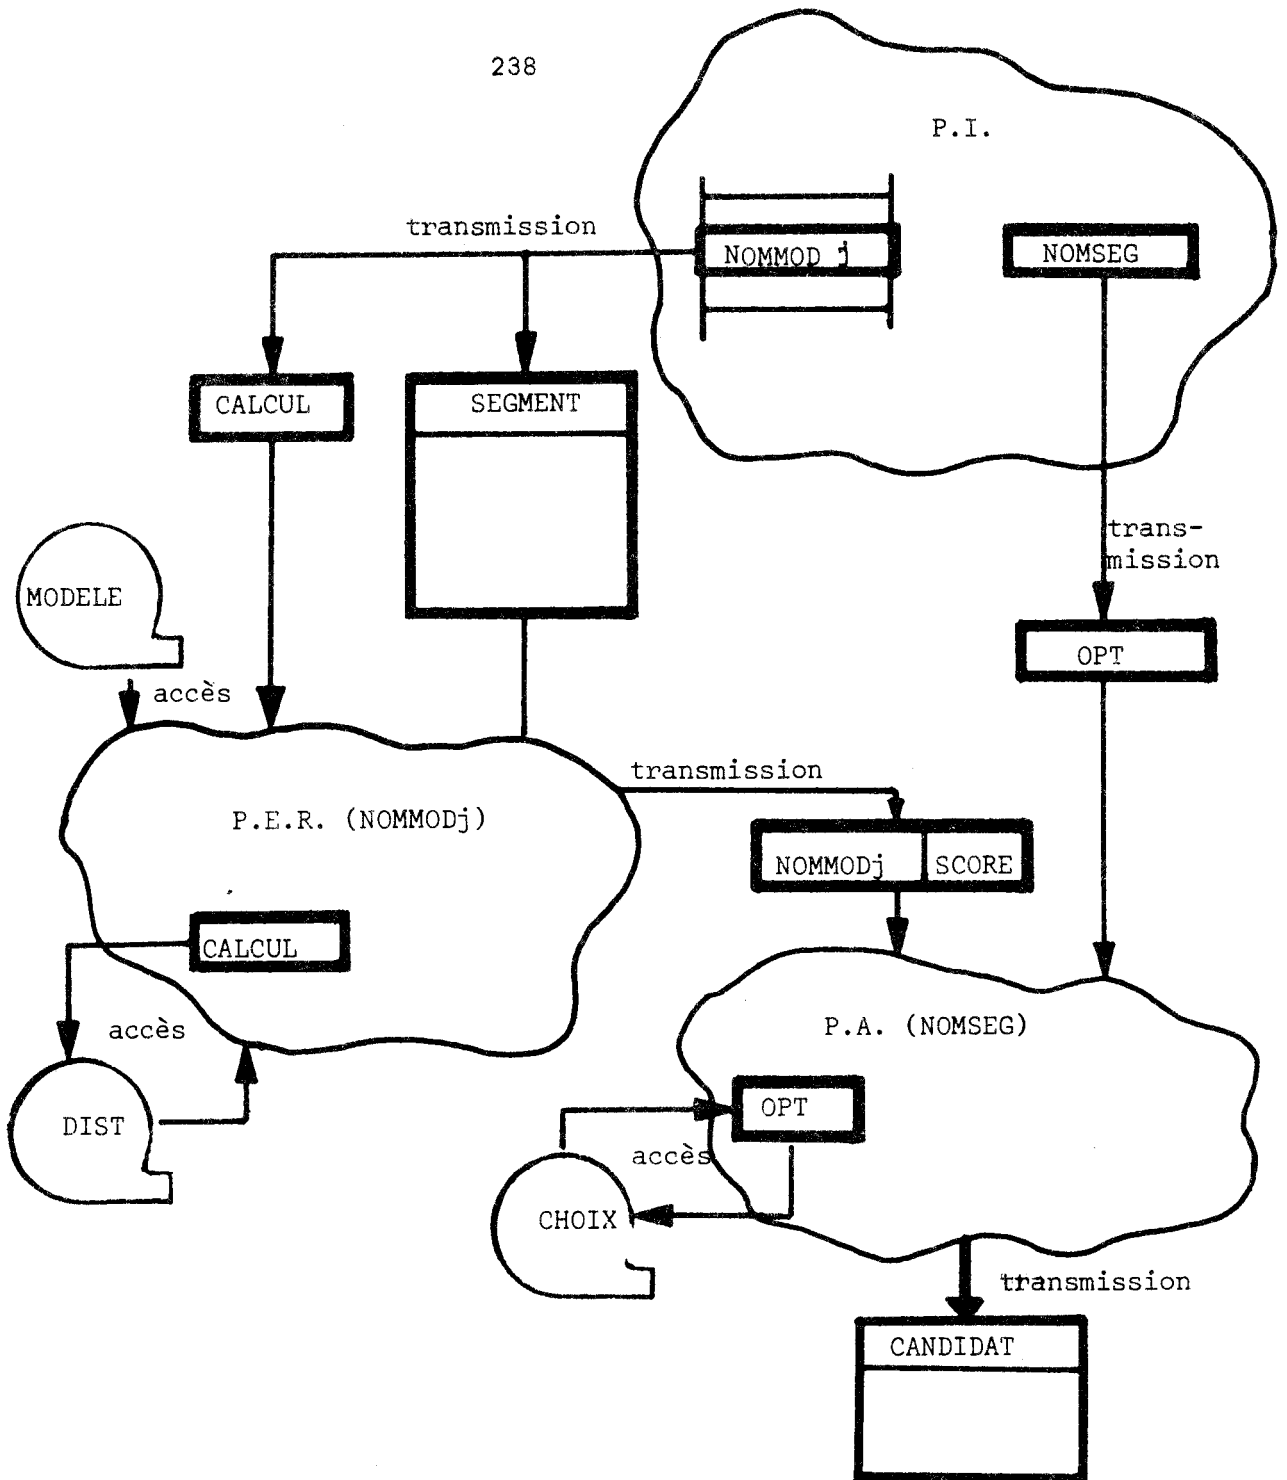 238
P.I.
transmission
NOMMOD j
NOMSEG
CALCUL
SEGMENT
trans-
mission
MODELE
accès
OPT
transmission
P.E.R. (NOMMODj)
NOMMODj
SCORE
CALCUL
accès
P.A. (NOMSEG)
DIST
OPT
accès
CHOIX
transmission
CANDIDAT